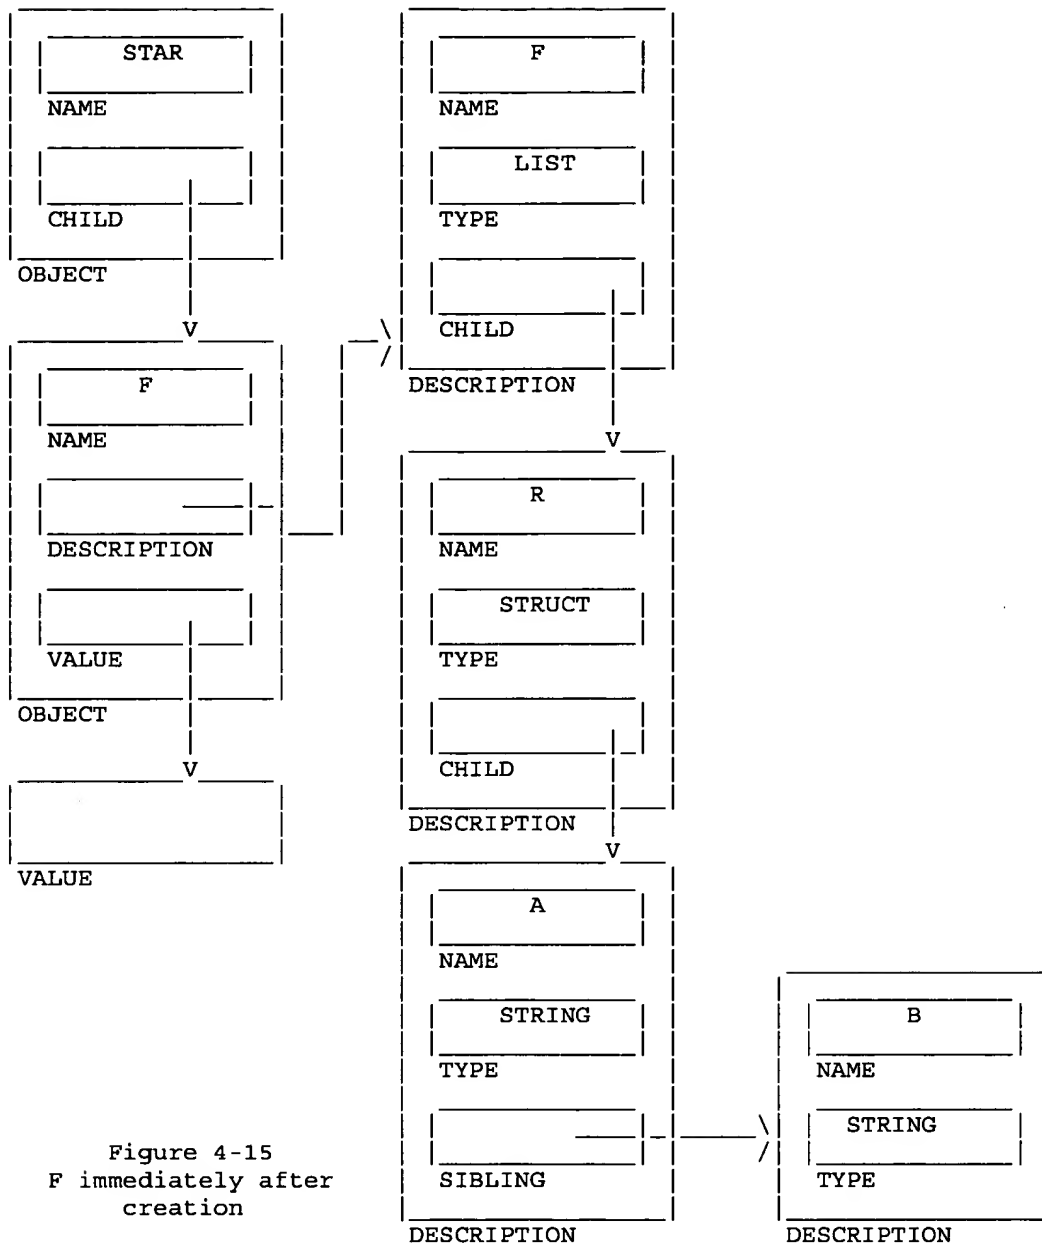 STAR
NAME
CHILD
OBJECT
V
F
NAME
DESCRIPTION
VALUE
OBJECT
V
VALUE
F
NAME
LIST
TYPE
CHILD
DESCRIPTION
V
R
NAME
STRUCT
TYPE
CHILD
DESCRIPTION
V
A
NAME
STRING
TYPE
SIBLING
DESCRIPTION
B
NAME
STRING
TYPE
DESCRIPTION
Figure 4-15
F immediately after
creation